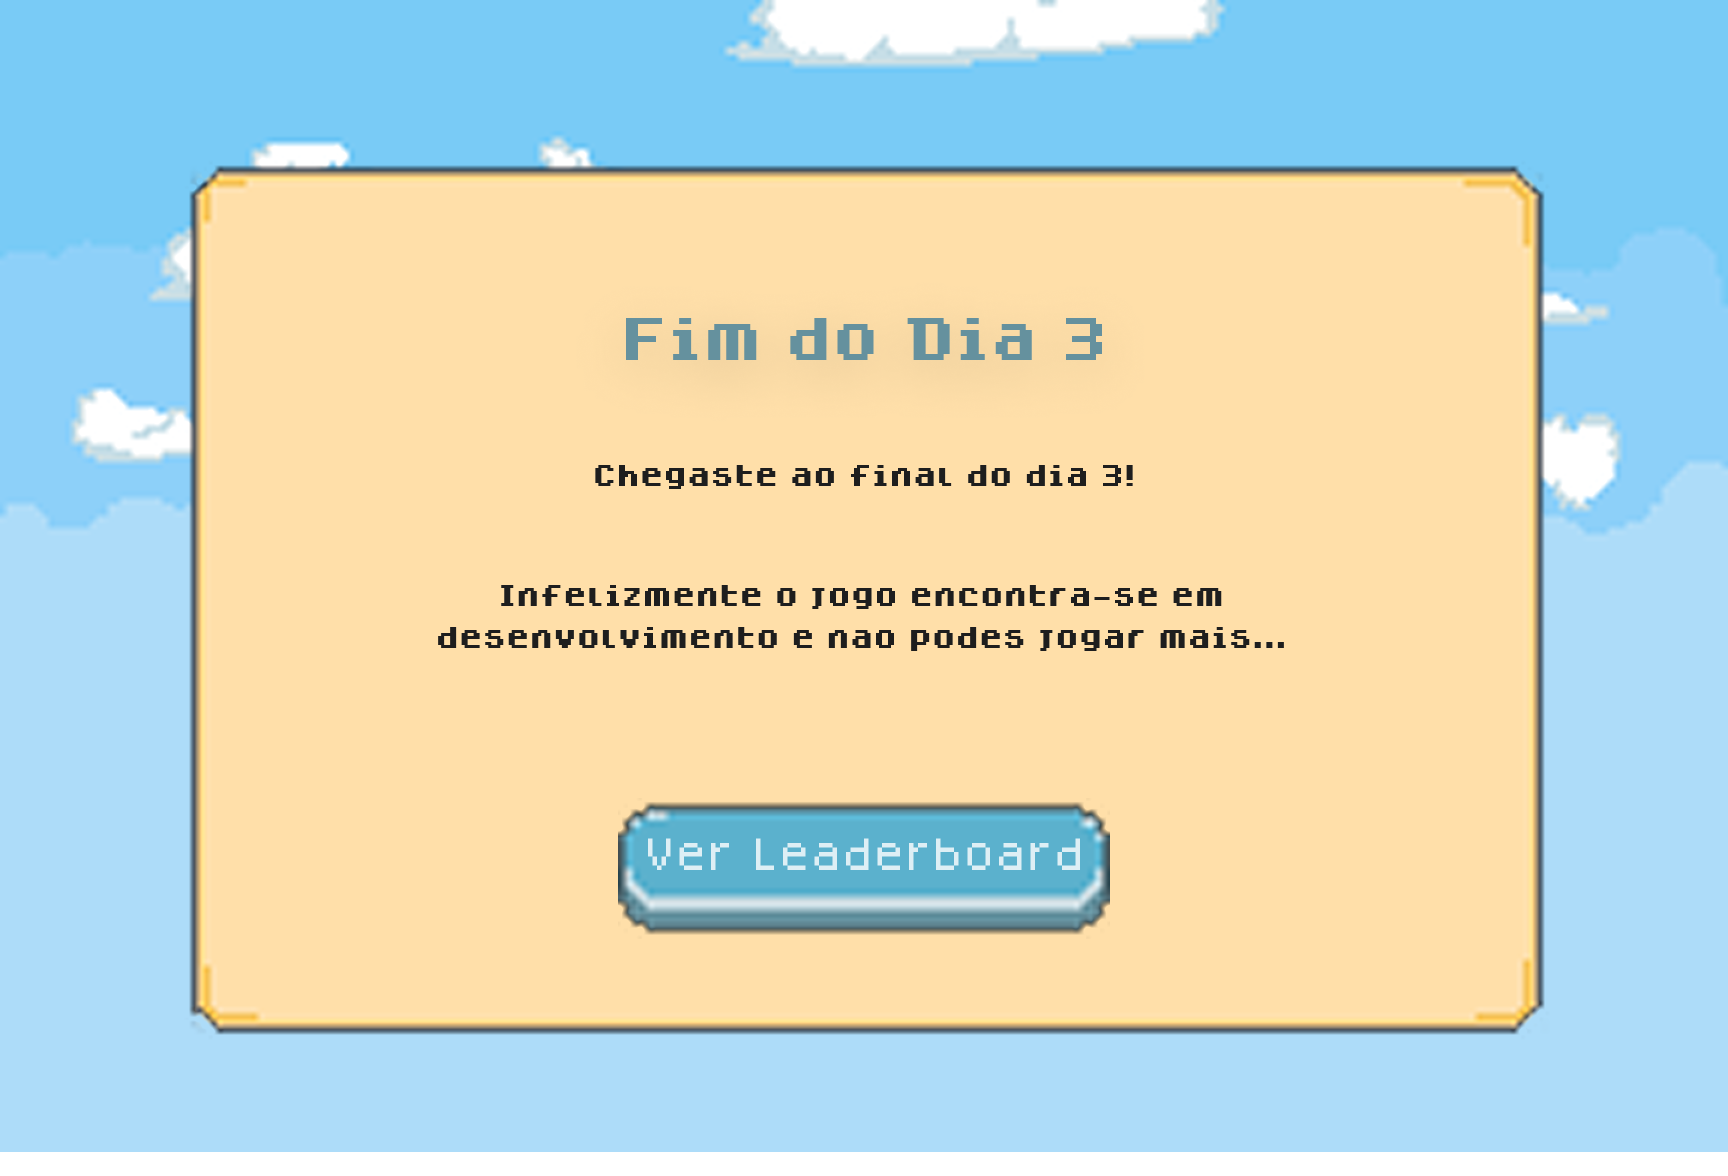 Fim do Dia 3
Chegaste ao final do dia 3!
Infelizmente o jogo encontra-se em
desenvolvimento e nao podes jogar mais...
Ver Leaderboard